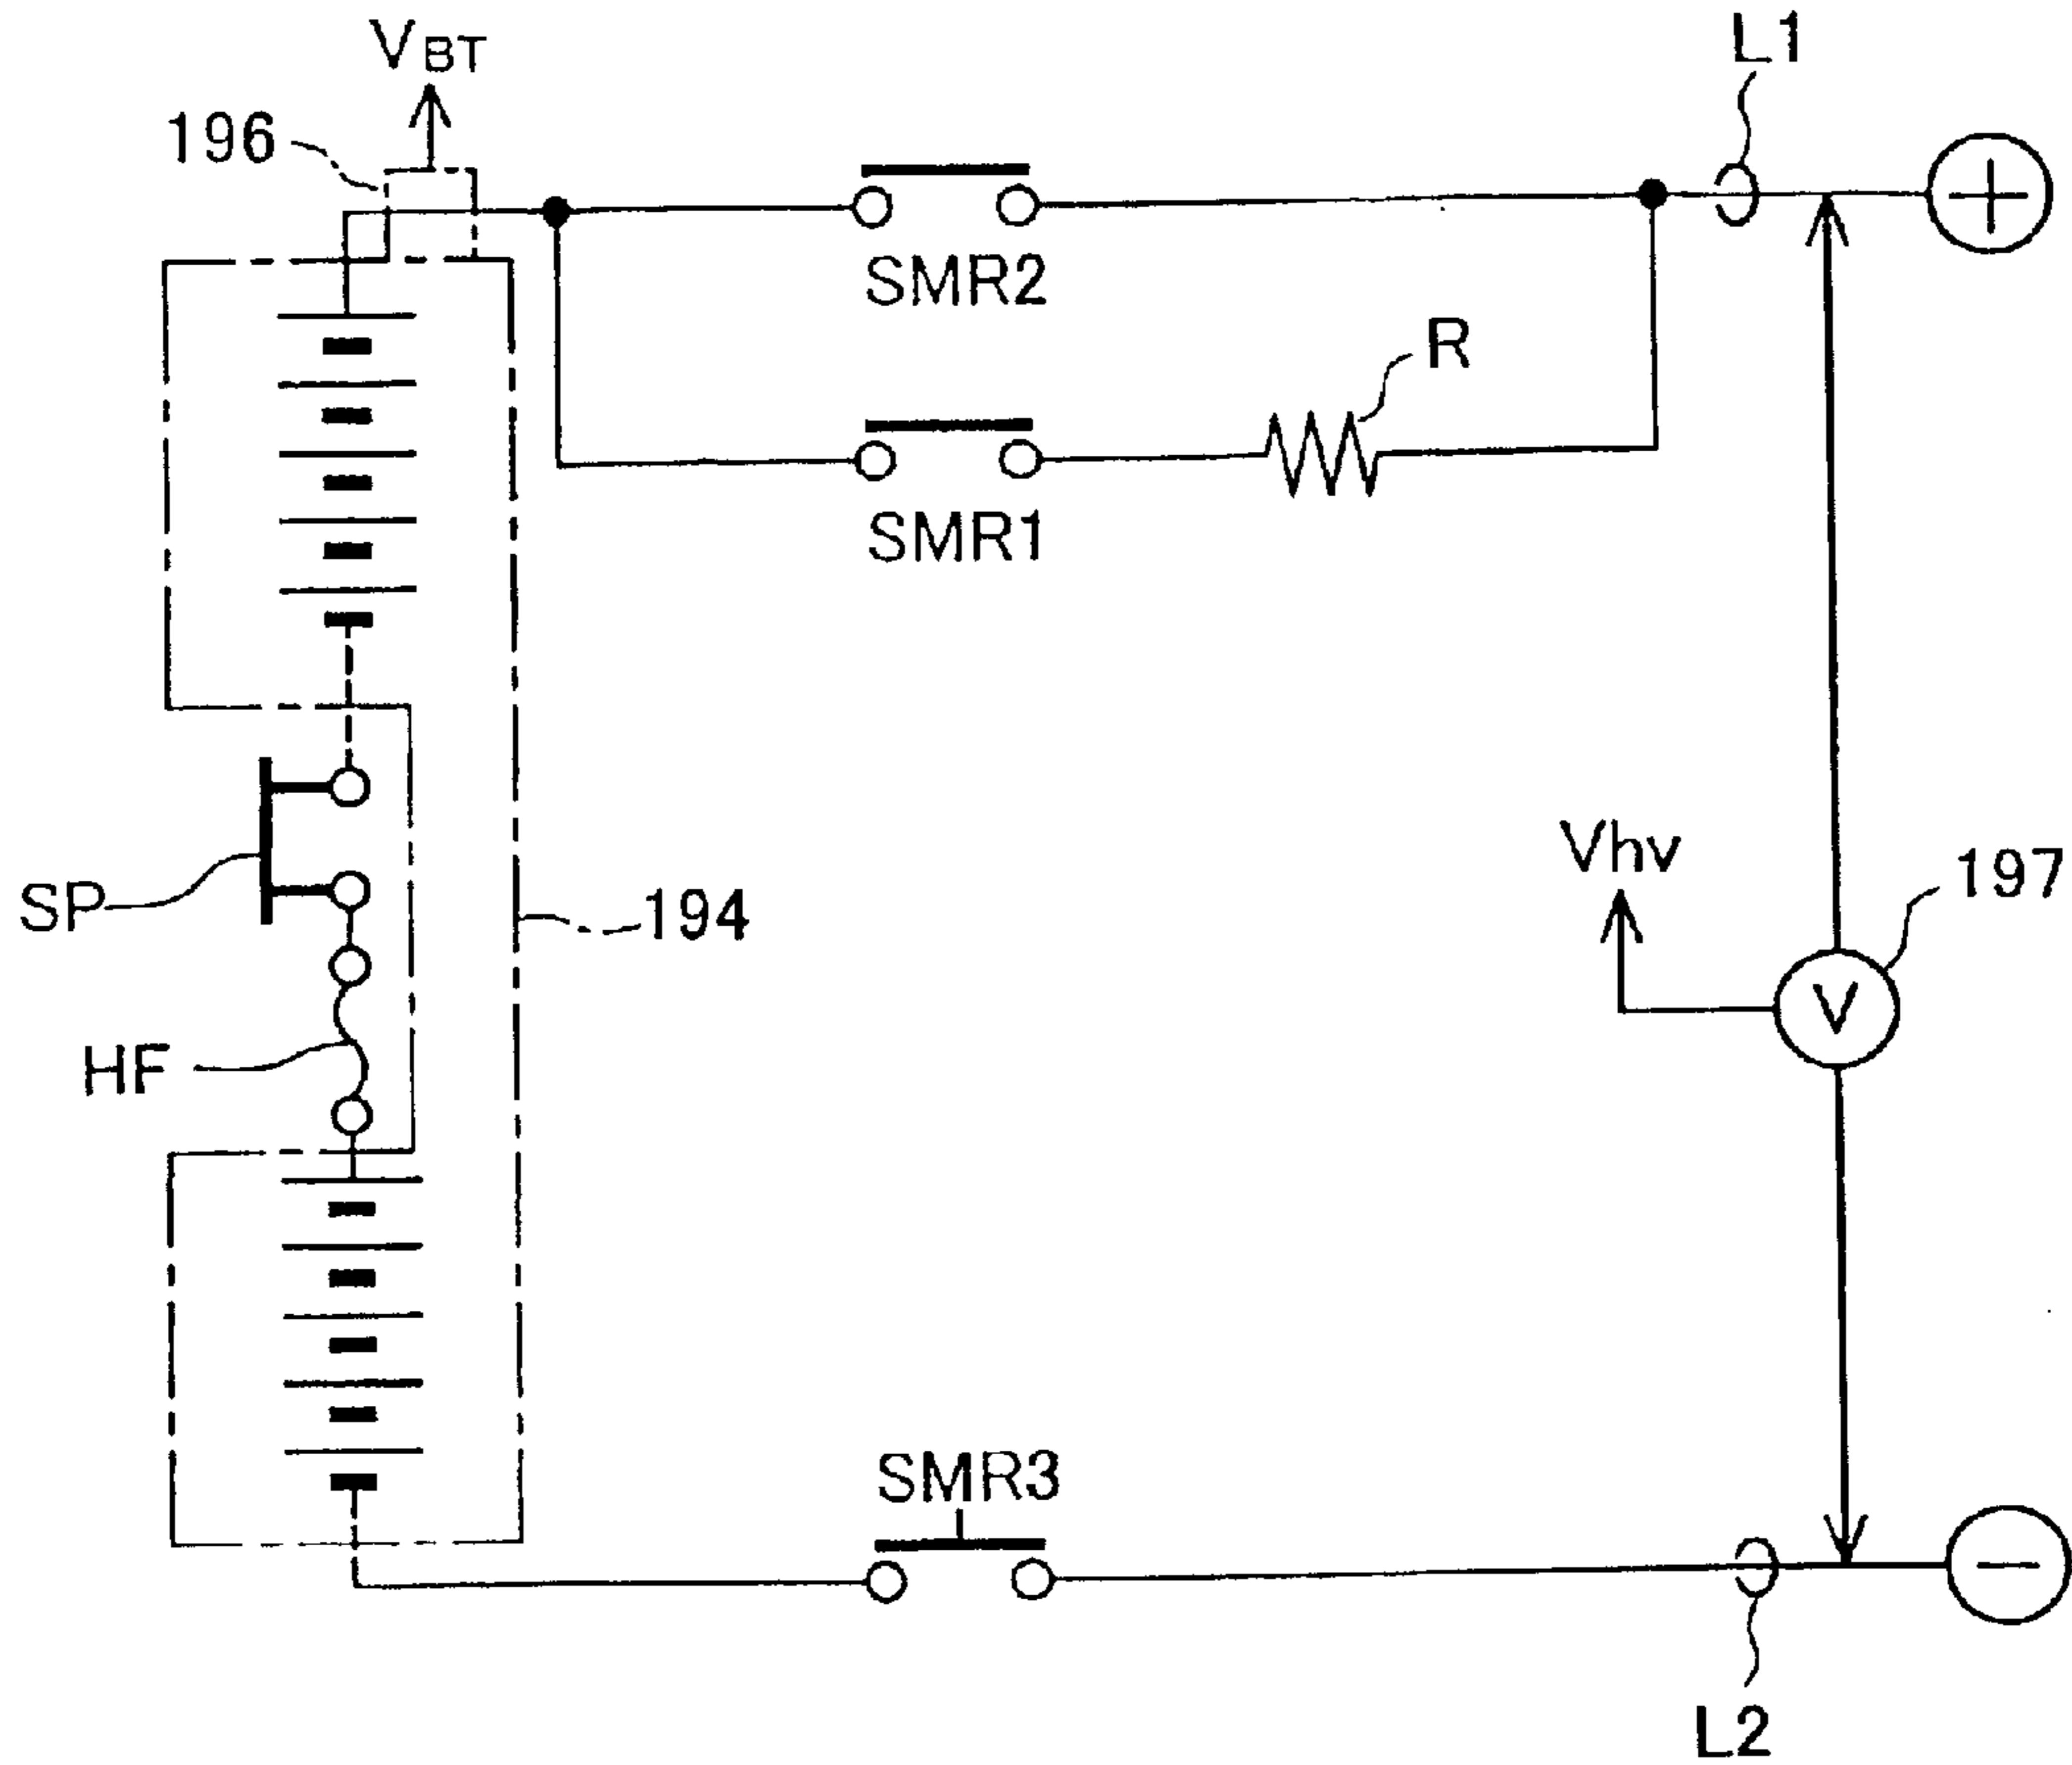 VBT
L1
196
+
SMR2
R
SMR1
Vhv
197
SP
194
V
HF
SMR3
−
L2